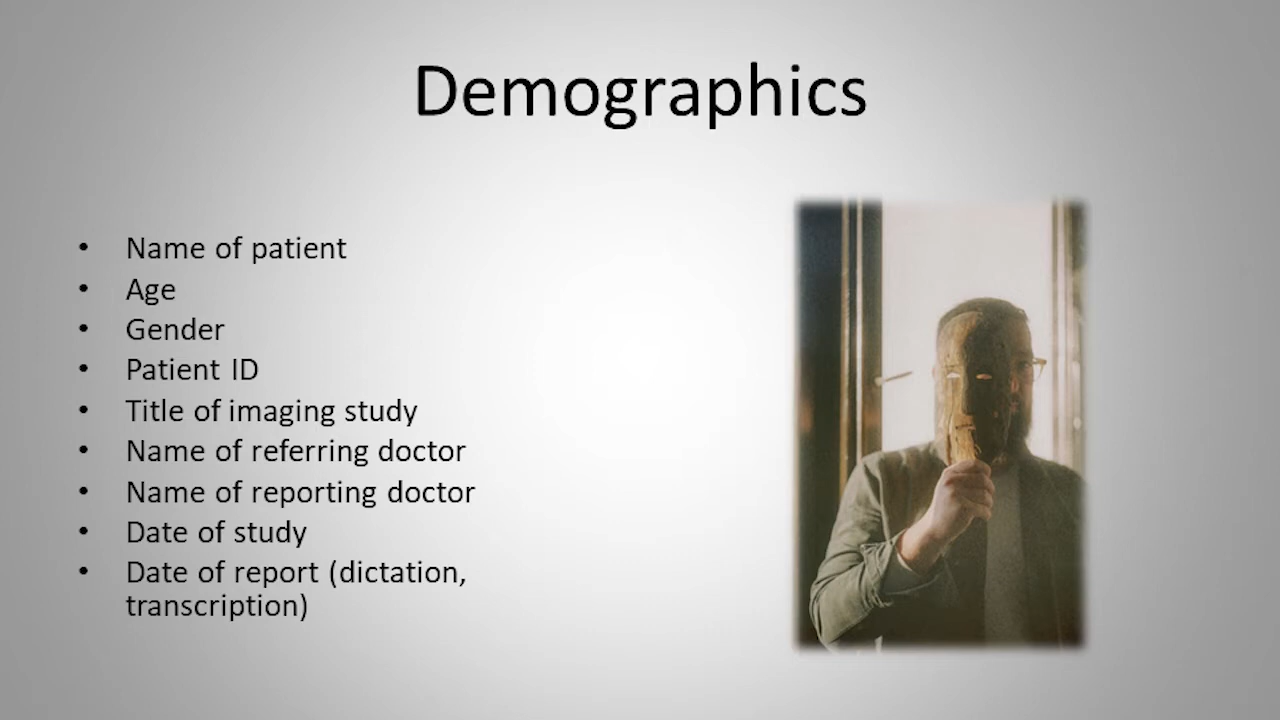 Demographics
• Name of patient
• Age
• Gender
• Patient ID
• Title of imaging study
• Name of referring doctor
• Name of reporting doctor
• Date of study
• Date of report (dictation,
transcription)